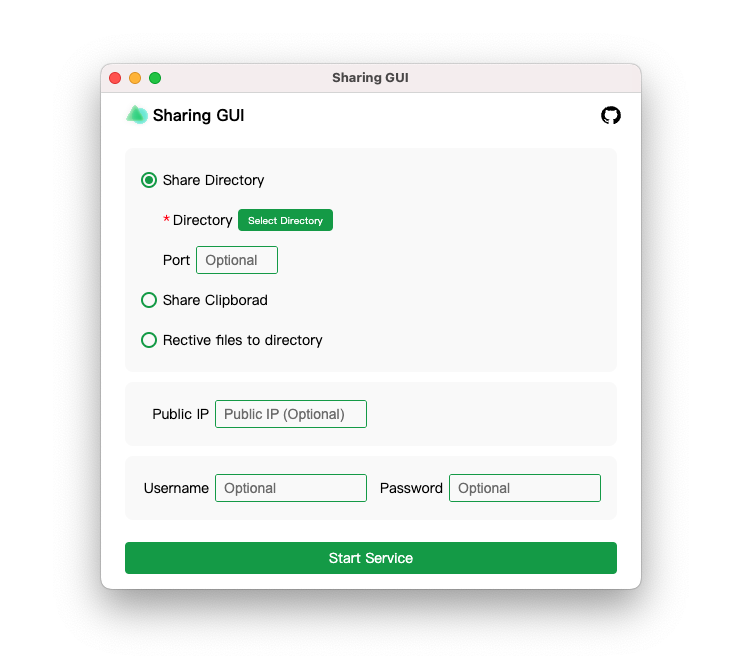 Sharing GUI
Sharing GUI
Share Directory
* Directory Select Directory
Port Optional
Share Clipborad
Rective files to directory
Public IP Public IP (Optional)
Username Optional Password Optional
Start Service